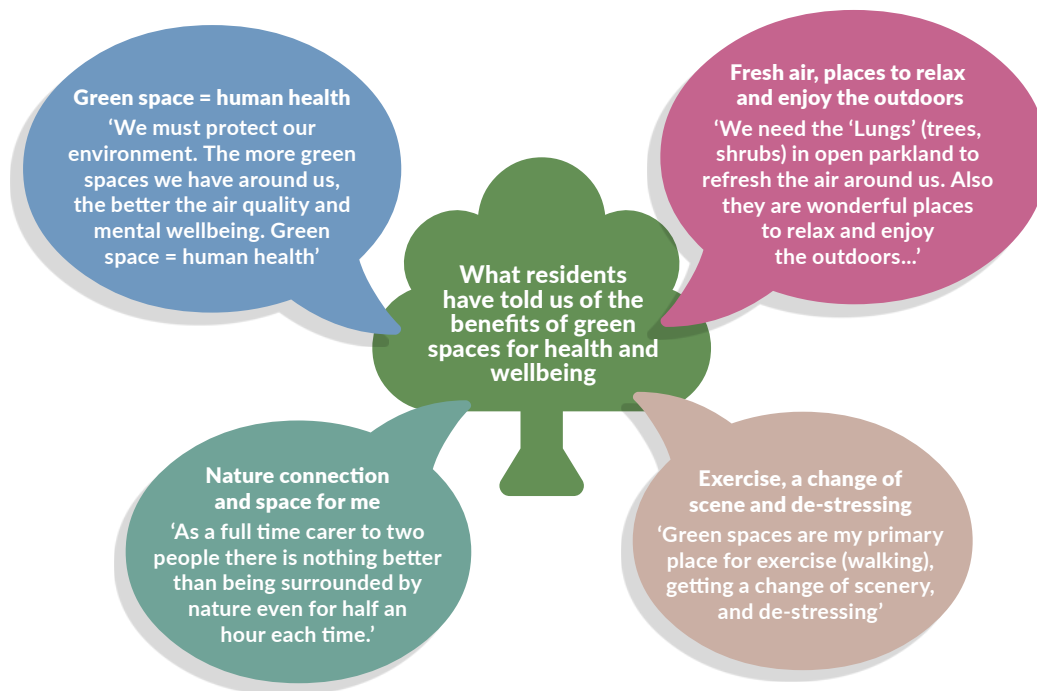 Green space = human health
‘We must protect our
environment. The more green
spaces we have around us,
the better the air quality and
mental wellbeing. Green
space = human health’
Fresh air, places to relax
and enjoy the outdoors
‘We need the ‘Lungs’ (trees,
shrubs) in open parkland to
refresh the air around us. Also
they are wonderful places
to relax and enjoy
the outdoors...’
What residents
have told us of the
benefits of green
spaces for health and
wellbeing
Nature connection
and space for me
‘As a full time carer to two
people there is nothing better
than being surrounded by
nature even for half an
hour each time.’
Exercise, a change of
scene and de-stressing
‘Green spaces are my primary
place for exercise (walking),
getting a change of scenery,
and de-stressing’